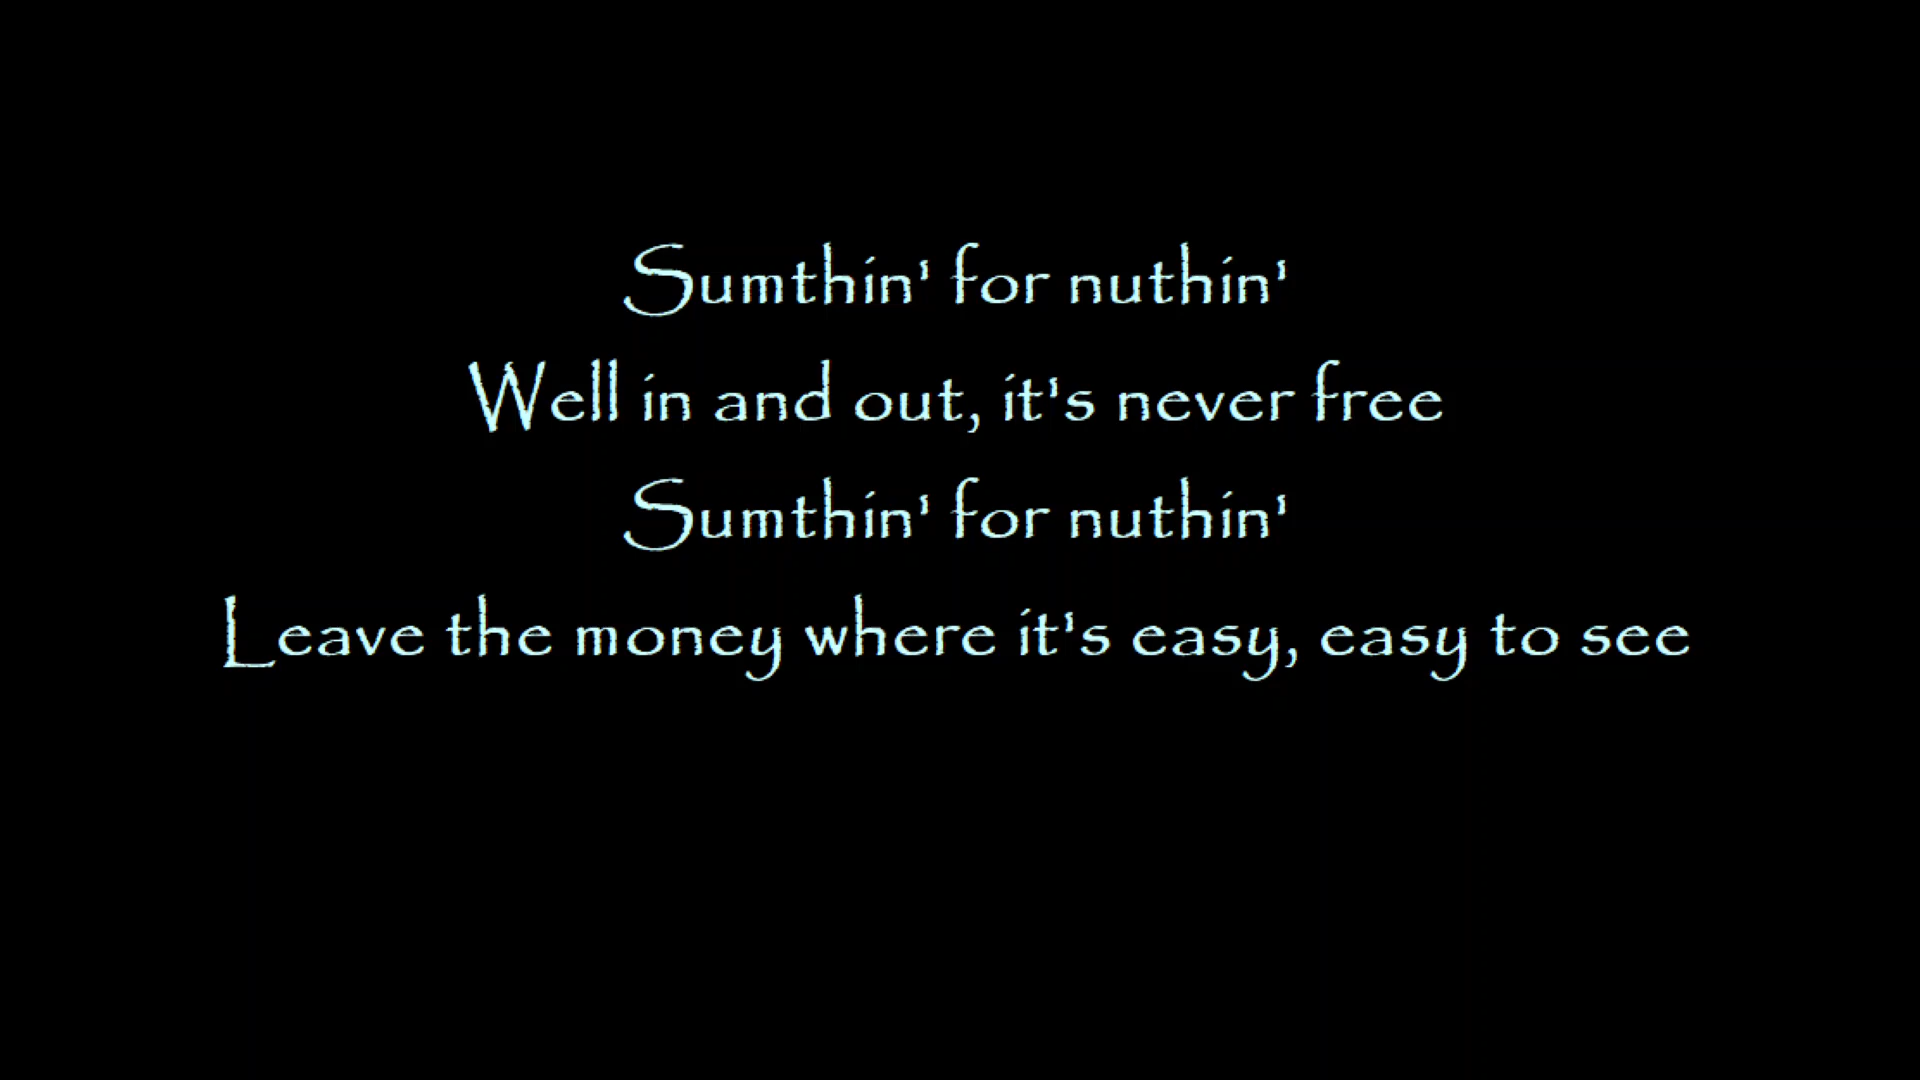 Sumthin' for nuthin'
Well in and out, it's never free
Sumthin' for nuthin'
Leave the money where it's easy, easy to see